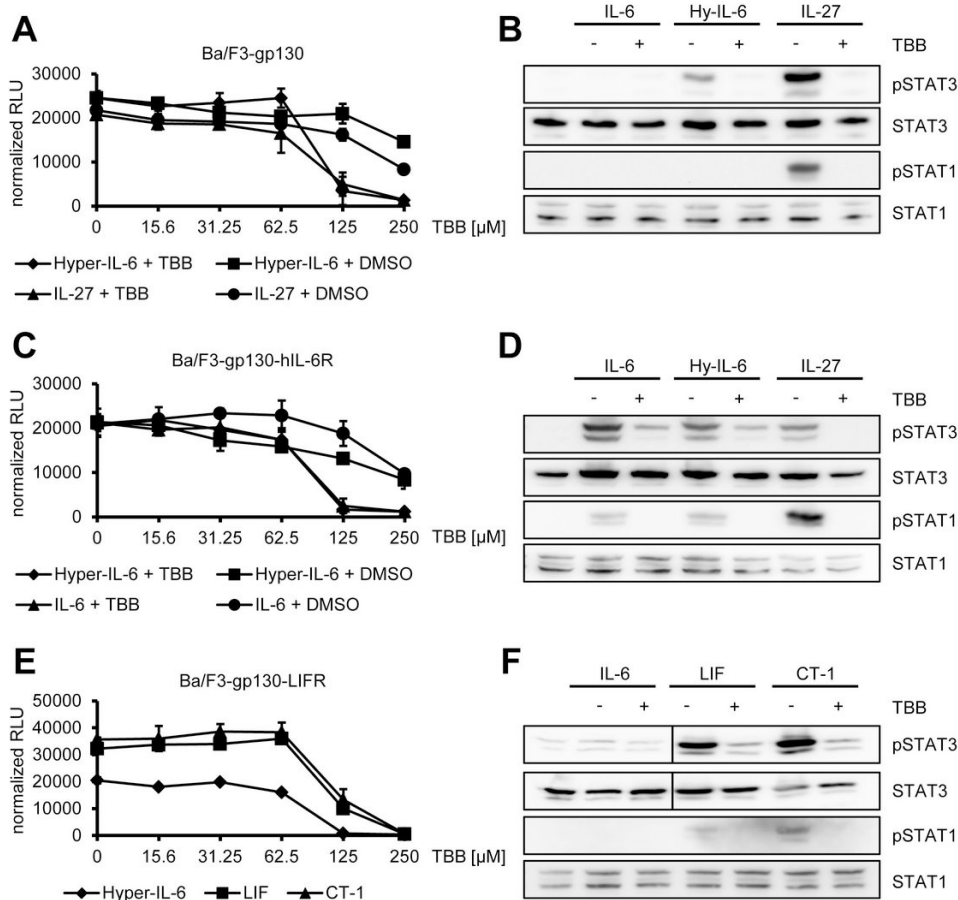 A
Ba/F3-gp130
normalized RLU
30000
20000
10000
0
0 15.6 31.25 62.5 125 250 TBB [µM]
Hyper-IL-6 + TBB Hyper-IL-6 + DMSO
IL-27 + TBB IL-27 + DMSO
B
IL-6 Hy-IL-6 IL-27
- + - + - + TBB
pSTAT3
STAT3
pSTAT1
STAT1
C
Ba/F3-gp130-hIL-6R
normalized RLU
30000
20000
10000
0
0 15.6 31.25 62.5 125 250 TBB [µM]
Hyper-IL-6 + TBB Hyper-IL-6 + DMSO
IL-6 + TBB IL-6 + DMSO
D
IL-6 Hy-IL-6 IL-27
- + - + - + TBB
pSTAT3
STAT3
pSTAT1
STAT1
E
Ba/F3-gp130-LIFR
normalized RLU
50000
40000
30000
20000
10000
0
0 15.6 31.25 62.5 125 250 TBB [µM]
Hyper-IL-6 LIF CT-1
F
IL-6 LIF CT-1
- + - + - + TBB
pSTAT3
STAT3
pSTAT1
STAT1